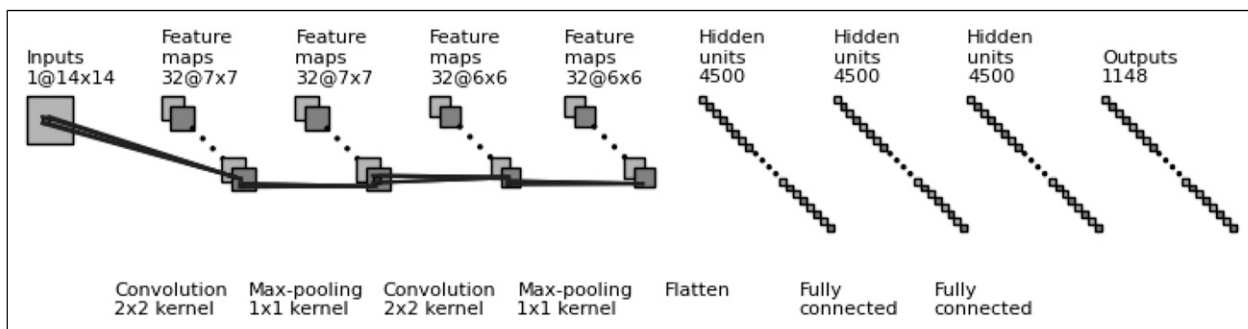 Inputs
1@14x14
Feature
maps
32@7x7
Feature
maps
32@7x7
Feature
maps
32@6x6
Feature
maps
32@6x6
Hidden
units
4500
Hidden
units
4500
Hidden
units
4500
Outputs
1148
Convolution
2x2 kernel
Max-pooling
1x1 kernel
Convolution
2x2 kernel
Max-pooling
1x1 kernel
Flatten
Fully
connected
Fully
connected